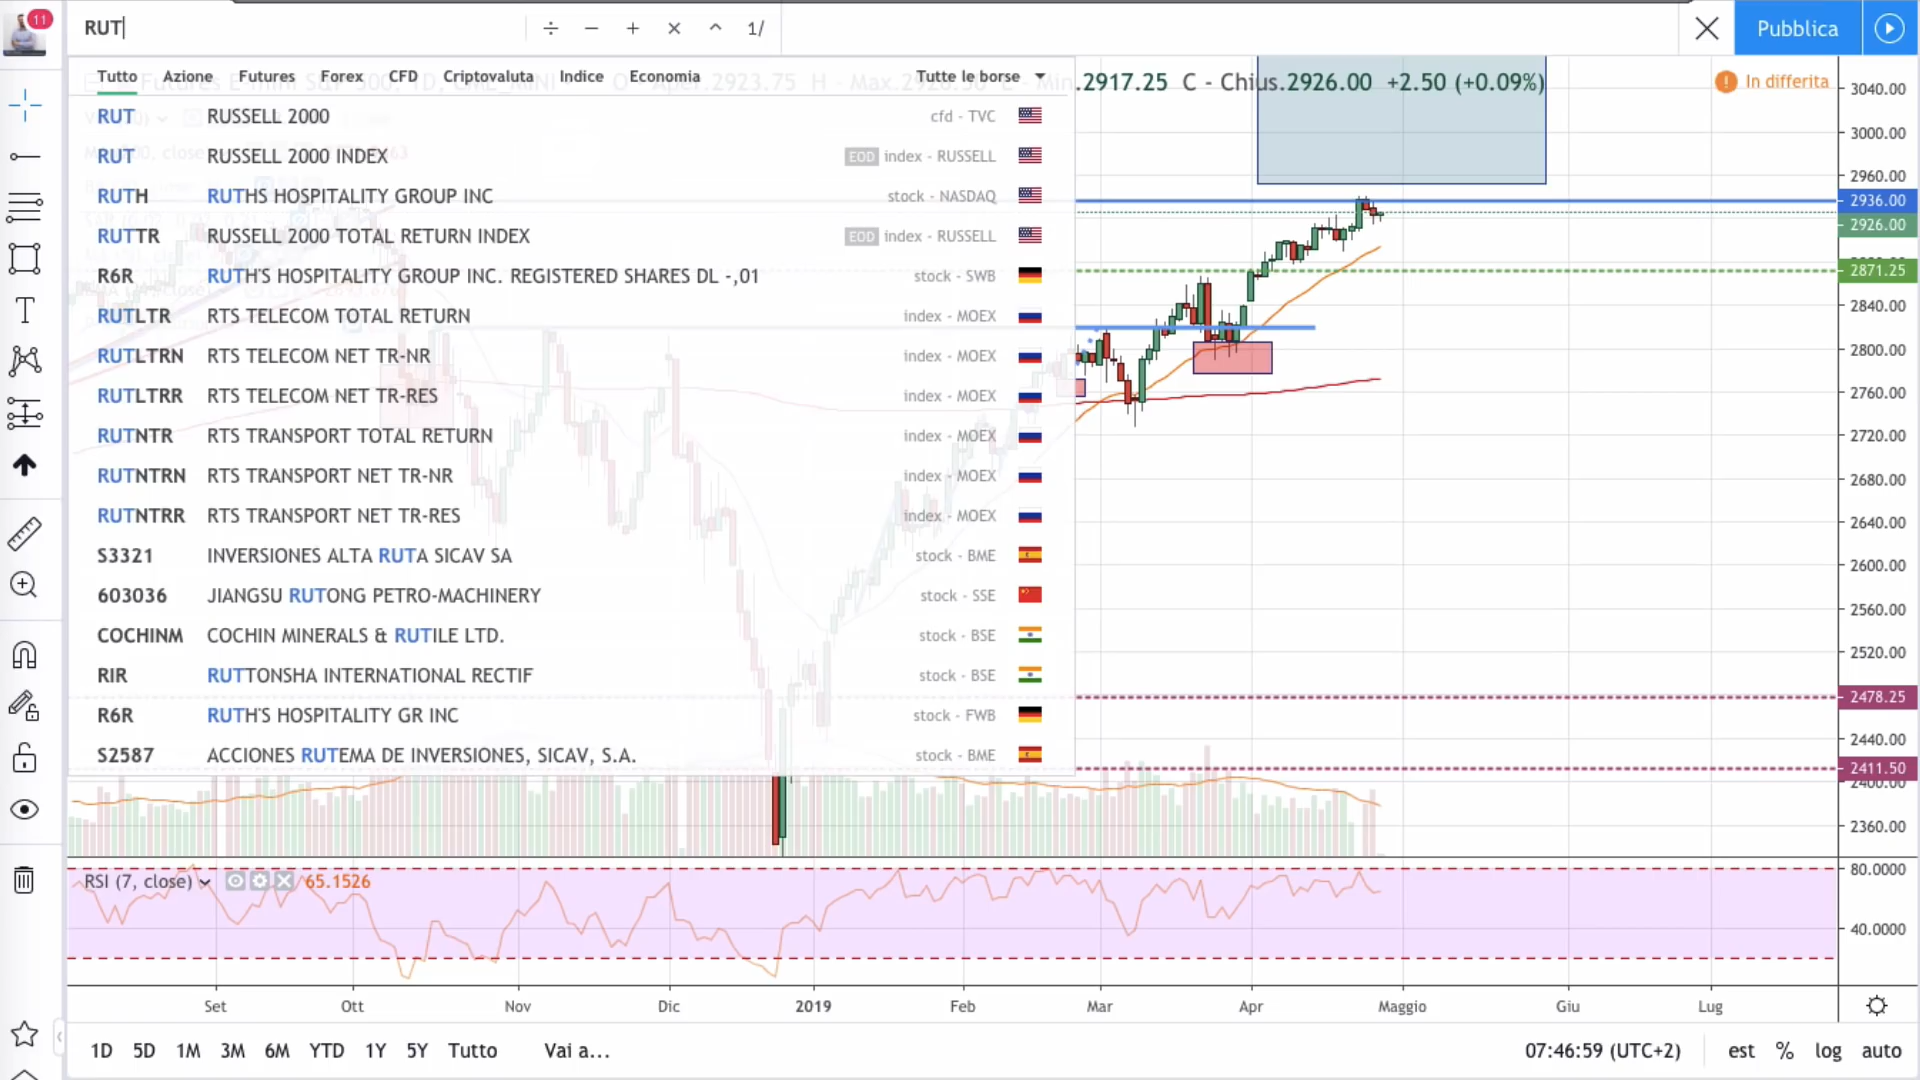 11
RUT
÷ − + × ^ 1/
Pubblica
Tutto Azione Futures Forex CFD Criptovaluta Indice Economia Tutte le borse
.2917.25 C - Chius.2926.00 +2.50 (+0.09%)
In differita
RUT RUSSELL 2000 cfd - TVC
RUT RUSSELL 2000 INDEX EOD index - RUSSELL
RUTH RUTHS HOSPITALITY GROUP INC stock - NASDAQ
RUTTR RUSSELL 2000 TOTAL RETURN INDEX EOD index - RUSSELL
R6R RUTH'S HOSPITALITY GROUP INC. REGISTERED SHARES DL -,01 stock - SWB
RUTLTR RTS TELECOM TOTAL RETURN index - MOEX
RUTLTRN RTS TELECOM NET TR-NR index - MOEX
RUTLTRR RTS TELECOM NET TR-RES index - MOEX
RUTNTR RTS TRANSPORT TOTAL RETURN index - MOEX
RUTNTRN RTS TRANSPORT NET TR-NR index - MOEX
RUTNTRR RTS TRANSPORT NET TR-RES index - MOEX
S3321 INVERSIONES ALTA RUTA SICAV SA stock - BME
603036 JIANGSU RUTONG PETRO-MACHINERY stock - SSE
COCHINM COCHIN MINERALS & RUTILE LTD. stock - BSE
RIR RUTTONSHA INTERNATIONAL RECTIF stock - BSE
R6R RUTH'S HOSPITALITY GR INC stock - FWB
S2587 ACCIONES RUTEMA DE INVERSIONES, SICAV, S.A. stock - BME
3040.00
3000.00
2960.00
2936.00
2926.00
2871.25
2840.00
2800.00
2760.00
2720.00
2680.00
2640.00
2600.00
2560.00
2520.00
2478.25
2440.00
2411.50
2400.00
2360.00
RSI (7, close) 65.1526
80.0000
40.0000
Set Ott Nov Dic 2019 Feb Mar Apr Maggio Giu Lug
1D 5D 1M 3M 6M YTD 1Y 5Y Tutto Vai a... 07:46:59 (UTC+2) est % log auto